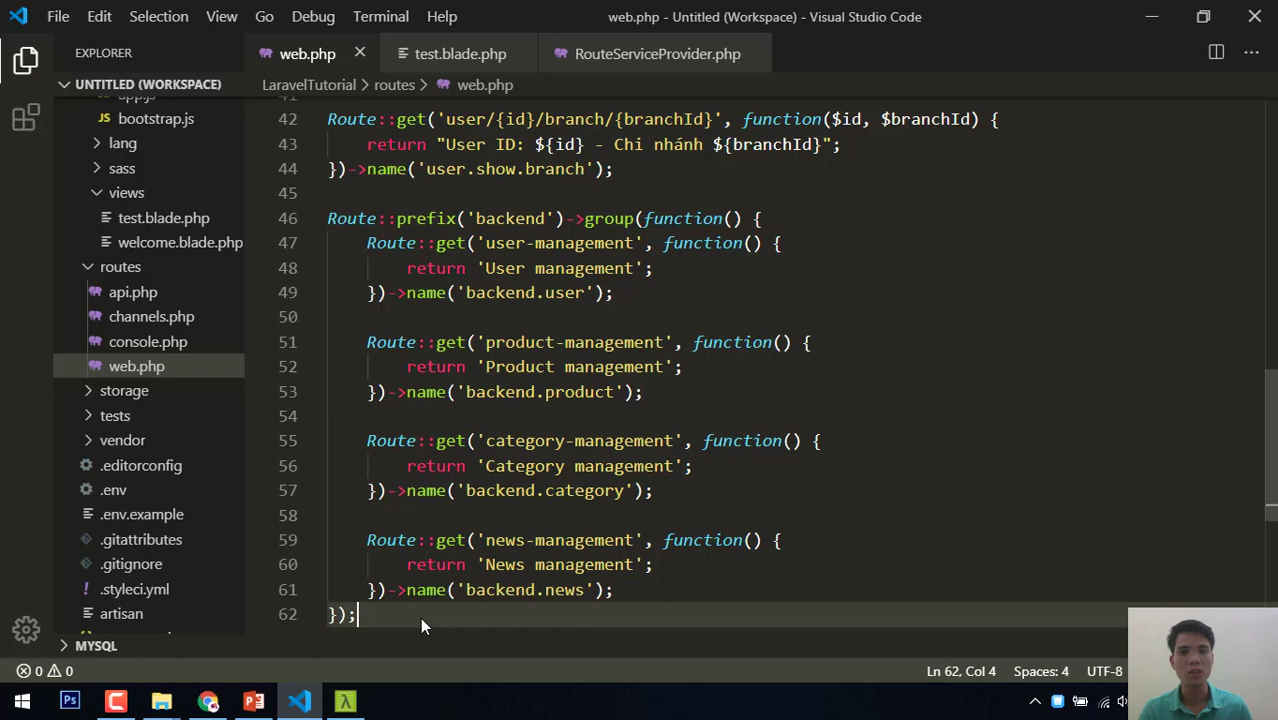 File Edit Selection View Go Debug Terminal Help
web.php - Untitled (Workspace) - Visual Studio Code
EXPLORER
web.php
test.blade.php
RouteServiceProvider.php
UNTITLED (WORKSPACE)
LaravelTutorial > routes > web.php
app.js
bootstrap.js
lang
sass
views
test.blade.php
welcome.blade.php
routes
api.php
channels.php
console.php
web.php
storage
tests
vendor
.editorconfig
.env
.env.example
.gitattributes
.gitignore
.styleci.yml
artisan
MYSQL
41
42 Route::get('user/{id}/branch/{branchId}', function($id, $branchId) {
43 return "User ID: ${id} - Chi nhánh ${branchId}";
44 })->name('user.show.branch');
45
46 Route::prefix('backend')->group(function() {
47 Route::get('user-management', function() {
48 return 'User management';
49 })->name('backend.user');
50
51 Route::get('product-management', function() {
52 return 'Product management';
53 })->name('backend.product');
54
55 Route::get('category-management', function() {
56 return 'Category management';
57 })->name('backend.category');
58
59 Route::get('news-management', function() {
60 return 'News management';
61 })->name('backend.news');
62 });
0 0
Ln 62, Col 4 Spaces: 4 UTF-8
Ps